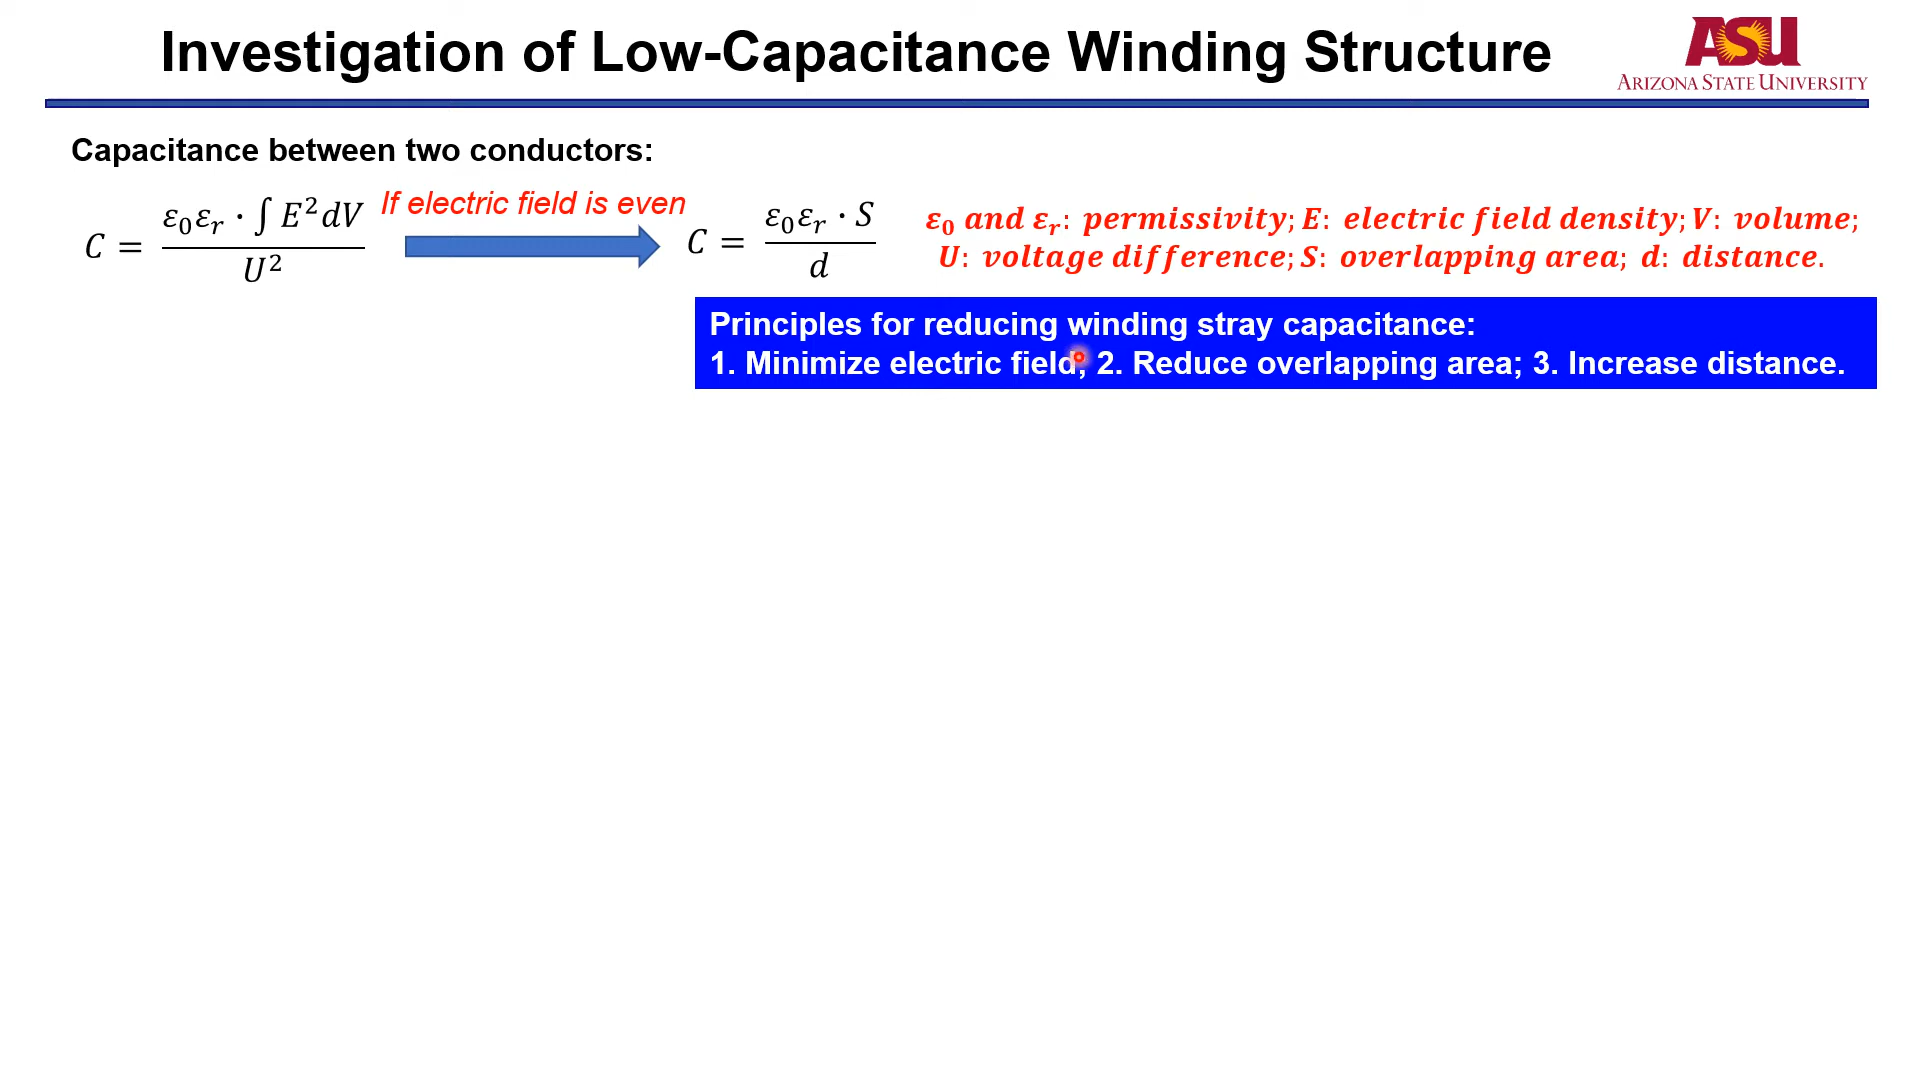 Investigation of Low-Capacitance Winding Structure
ASU
ARIZONA STATE UNIVERSITY
Capacitance between two conductors:
C = ε₀εᵣ · ∫ E²dV / U²
If electric field is even
C = ε₀εᵣ · S / d
ε₀ and εᵣ: permissivity; E: electric field density; V: volume;
U: voltage difference; S: overlapping area; d: distance.
Principles for reducing winding stray capacitance:
1. Minimize electric field; 2. Reduce overlapping area; 3. Increase distance.